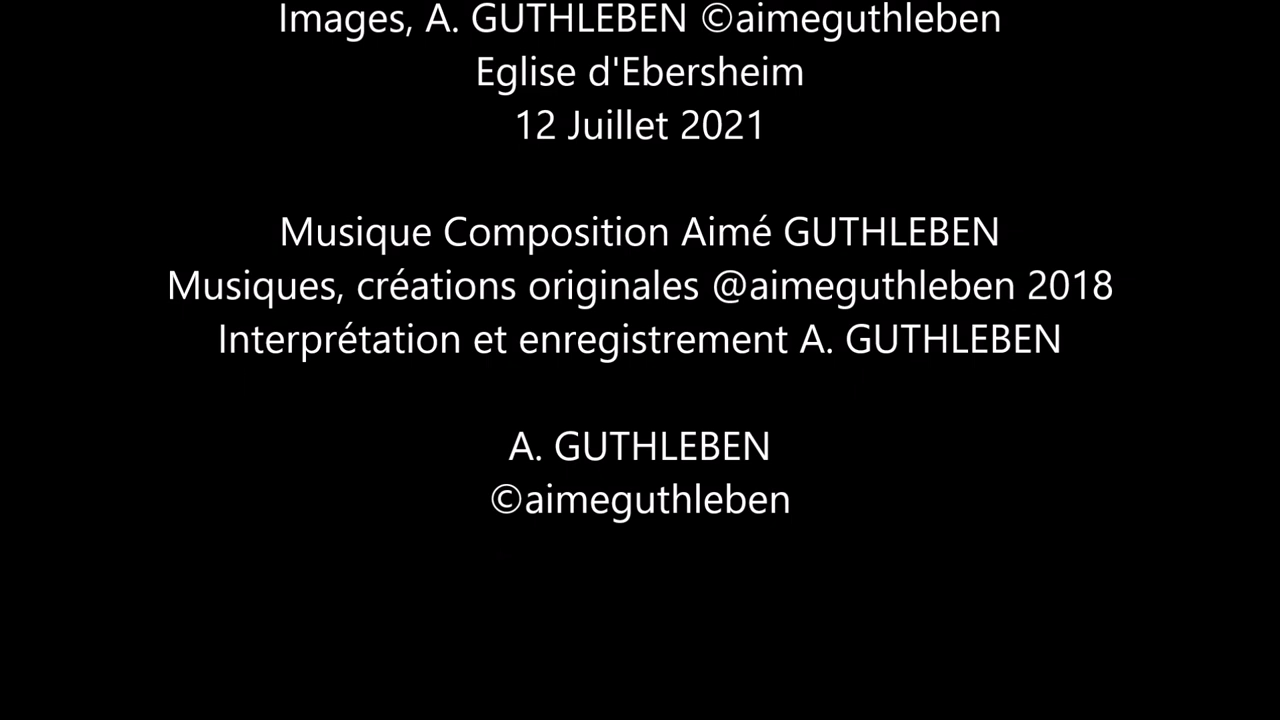 Images, A. GUTHLEBEN ©aimeguthleben
Eglise d'Ebersheim
12 Juillet 2021
Musique Composition Aimé GUTHLEBEN
Musiques, créations originales @aimeguthleben 2018
Interprétation et enregistrement A. GUTHLEBEN
A. GUTHLEBEN
©aimeguthleben